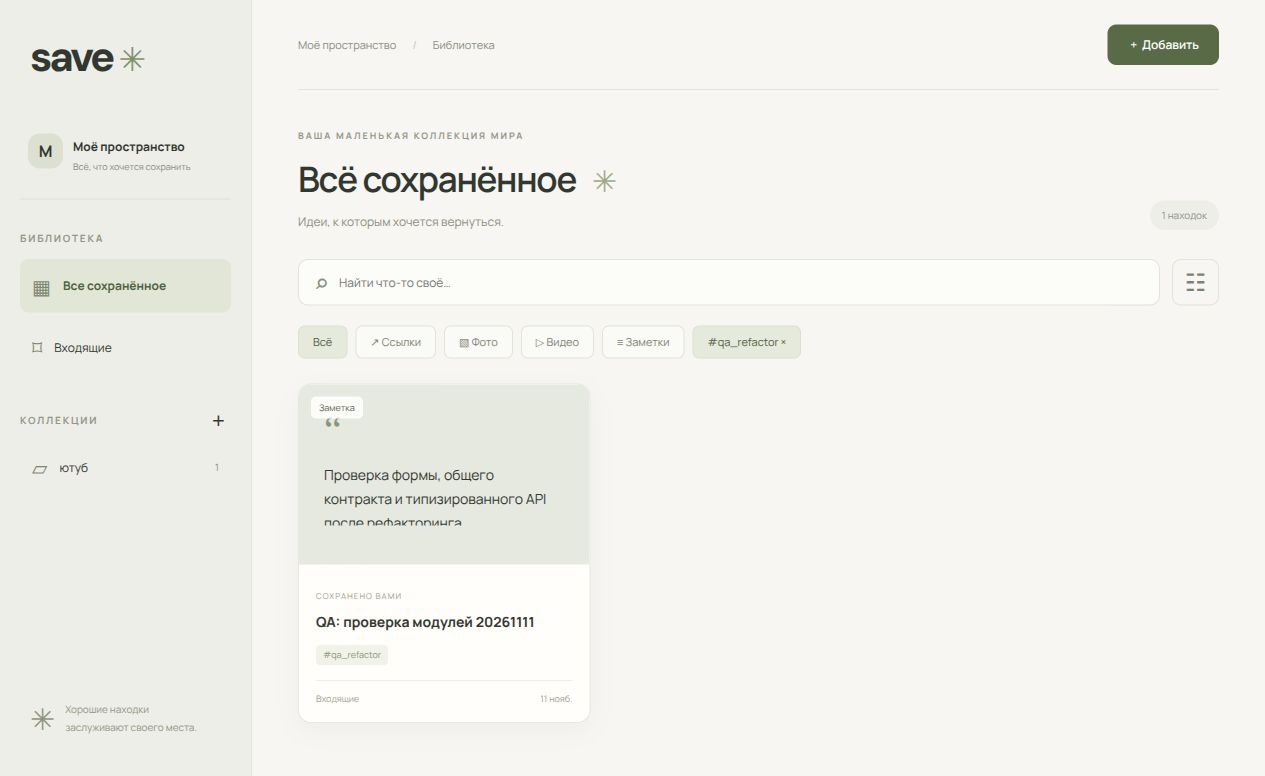 save
Моё пространство / Библиотека
+ Добавить
М
Моё пространство
Всё, что хочется сохранить
БИБЛИОТЕКА
Все сохранённое
Входящие
КОЛЛЕКЦИИ +
ютуб 1
Хорошие находки
заслуживают своего места.
ВАША МАЛЕНЬКАЯ КОЛЛЕКЦИЯ МИРА
Всё сохранённое
Идеи, к которым хочется вернуться.
1 находок
Найти что-то своё...
Всё
↗ Ссылки
Фото
▷ Видео
≡ Заметки
#qa_refactor ×
Заметка
“
Проверка формы, общего
контракта и типизированного API
после рефакторинга
СОХРАНЕНО ВАМИ
QA: проверка модулей 20261111
#qa_refactor
Входящие 11 нояб.